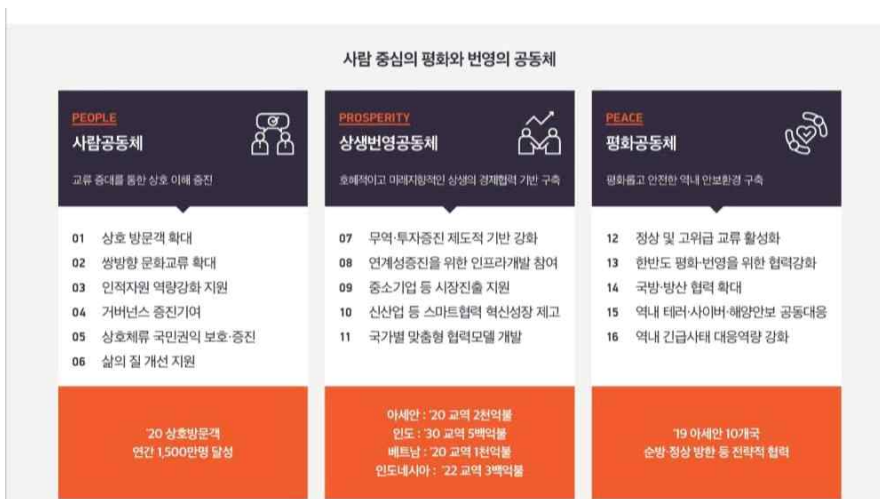 사람 중심의 평화와 번영의 공동체
PEOPLE
사람공동체
교류 증대를 통한 상호 이해 증진
01 상호 방문객 확대
02 쌍방향 문화교류 확대
03 인적자원 역량강화 지원
04 거버넌스 증진기여
05 상호체류 국민권익 보호·증진
06 삶의 질 개선 지원
'20 상호방문객
연간 1,500만명 달성
PROSPERITY
상생번영공동체
호혜적이고 미래지향적인 상생의 경제협력 기반 구축
07 무역·투자증진 제도적 기반 강화
08 연계성증진을 위한 인프라개발 참여
09 중소기업 등 시장진출 지원
10 신산업 등 스마트협력 혁신성장 제고
11 국가별 맞춤형 협력모델 개발
아세안 : '20 교역 2천억불
인도 : '30 교역 5백억불
베트남 : '20 교역 1천억불
인도네시아 : '22 교역 3백억불
PEACE
평화공동체
평화롭고 안전한 역내 안보환경 구축
12 정상 및 고위급 교류 활성화
13 한반도 평화·번영을 위한 협력강화
14 국방·방산 협력 확대
15 역내 테러·사이버·해양안보 공동대응
16 역내 긴급사태 대응역량 강화
'19 아세안 10개국
순방·정상 방한 등 전략적 협력